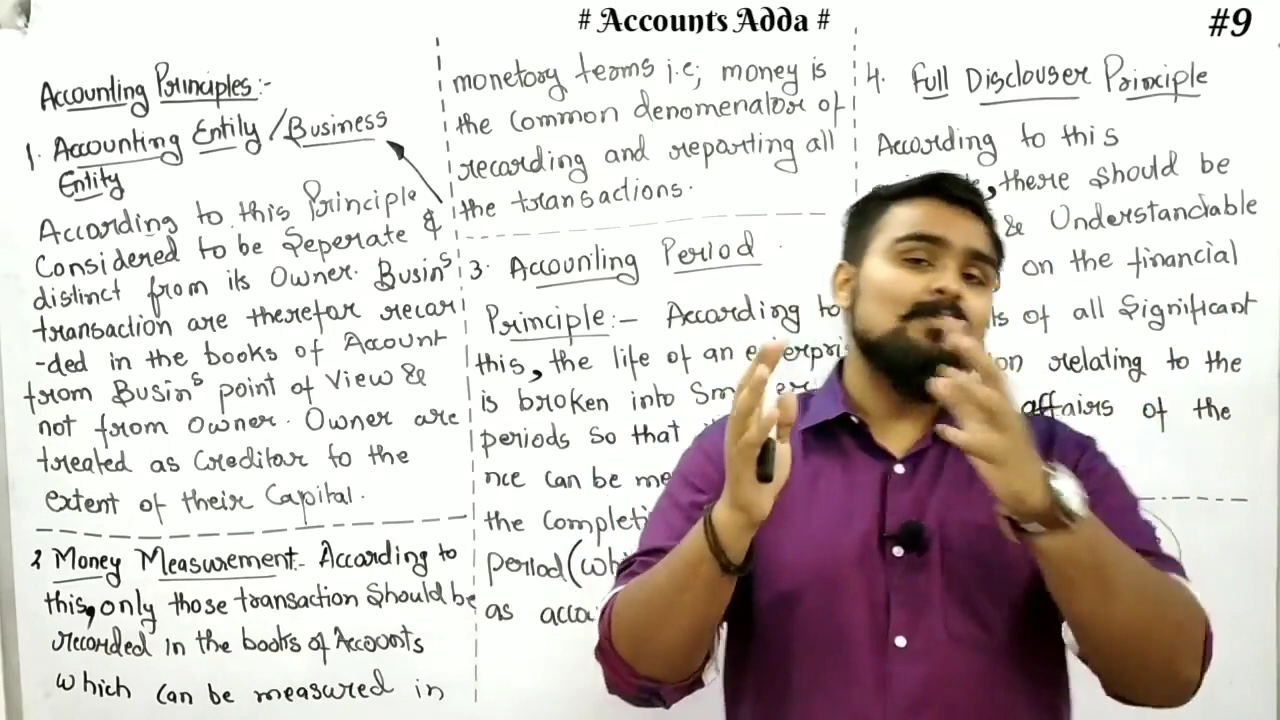 # Accounts Adda #
#9
Accounting Principles:-
1. Accounting Entity / Business
Entity
According to this Principle
Considered to be Seperate &
distinct from its Owner. Busins
transaction are therefor recor
-ded in the books of Account
from Busins point of View &
not from Owner. Owner are
treated as Creditor to the
extent of their Capital.
2 Money Measurement:- According to
this, only those transaction Should be
recorded in the books of Accounts
which can be measured in
monetory terms i.e; money is
the Common denomenator of
recording and reporting all
the transactions.
3. Accounting Period
Principle:- According to
this, the life of an
is broken into
periods So that
nce can be
the
period
as
4. Full Disclouser Principle
According to this
, there Should be
& Understandable
on the financial
of all Significant
relating to the
affairs of the